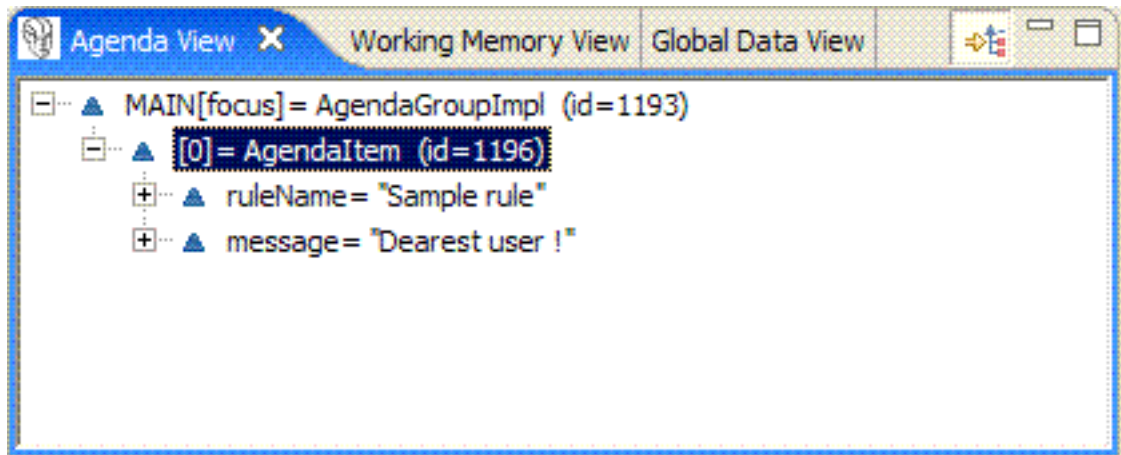 Agenda View Working Memory View Global Data View
MAIN[focus]= AgendaGroupImpl (id=1193)
[0]= AgendaItem (id=1196)
ruleName= "Sample rule"
message= "Dearest user !"